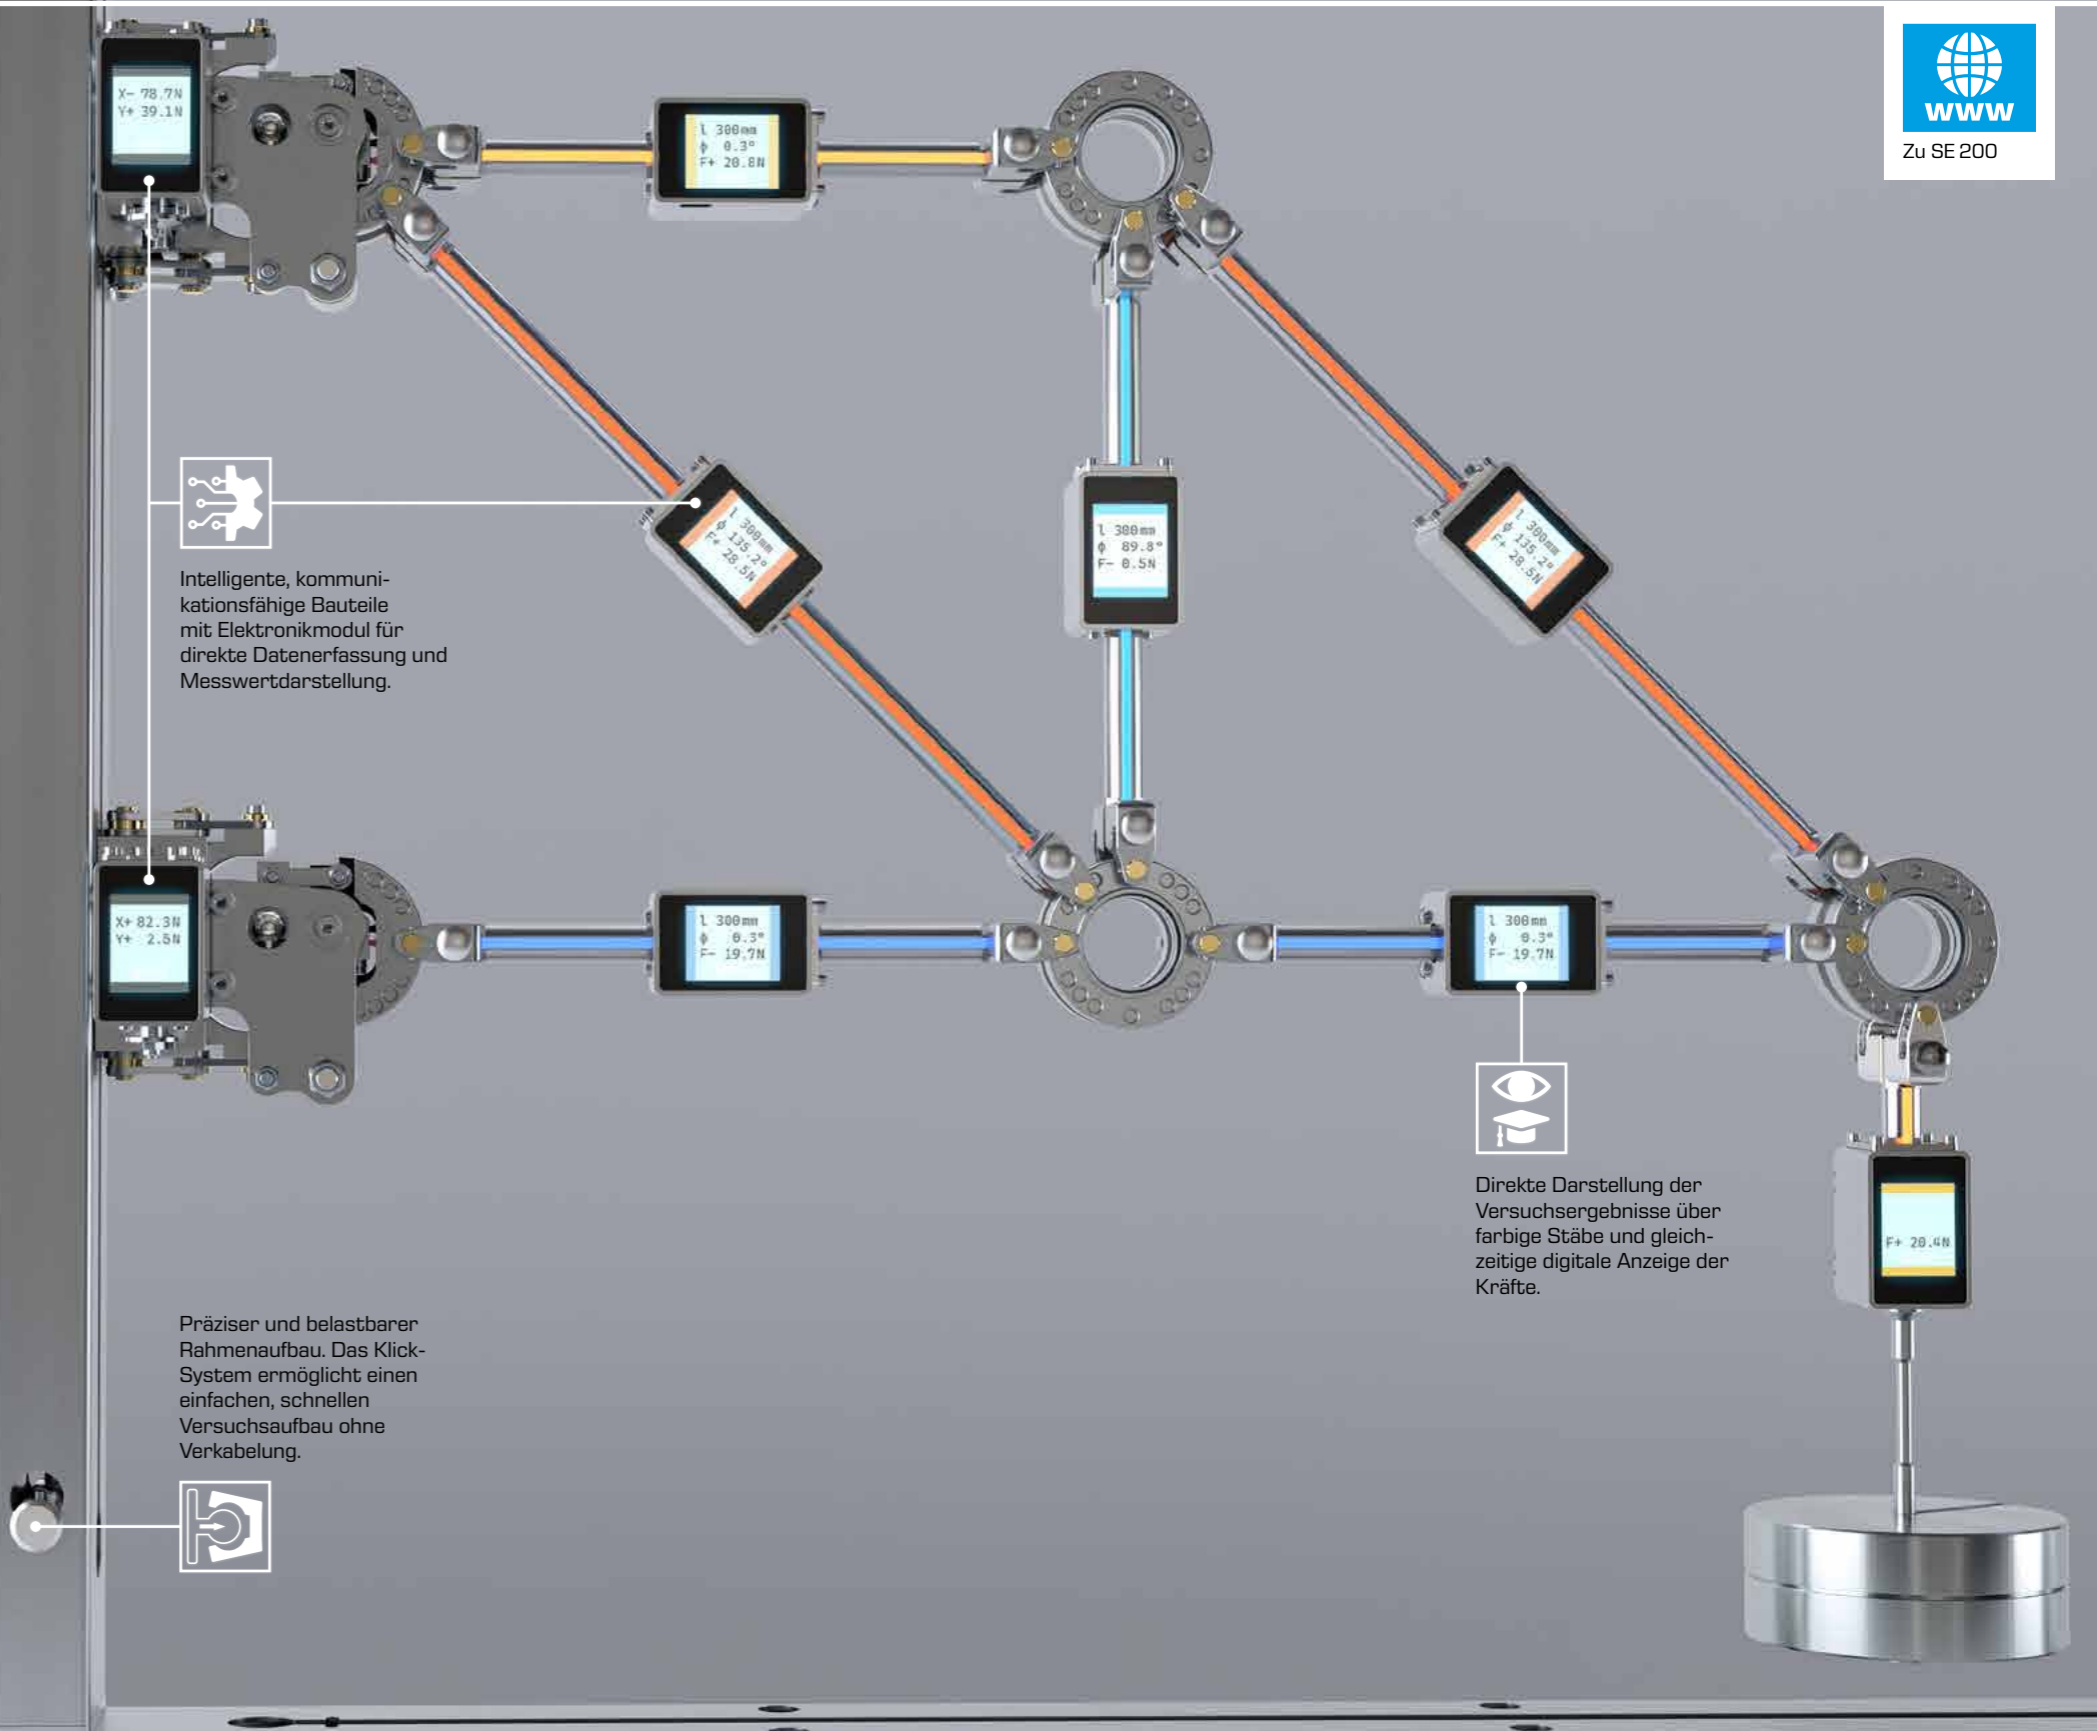 X- 78.7N
Y+ 39.1N
l 300mm
ϕ 0.3°
F+ 20.8N
WWW
Zu SE 200
l 300mm
ϕ 135.2°
F+ 28.5N
l 300mm
ϕ 89.8°
F- 0.5N
l 300mm
ϕ 135.2°
F+ 28.5N
Intelligente, kommuni-
kationsfähige Bauteile
mit Elektronikmodul für
direkte Datenerfassung und
Messwertdarstellung.
X+ 82.3N
Y+ 2.5N
l 300mm
ϕ 0.3°
F- 19.7N
l 300mm
ϕ 0.3°
F- 19.7N
Direkte Darstellung der
Versuchsergebnisse über
farbige Stäbe und gleich-
zeitige digitale Anzeige der
Kräfte.
F+ 20.4N
Präziser und belastbarer
Rahmenaufbau. Das Klick-
System ermöglicht einen
einfachen, schnellen
Versuchsaufbau ohne
Verkabelung.